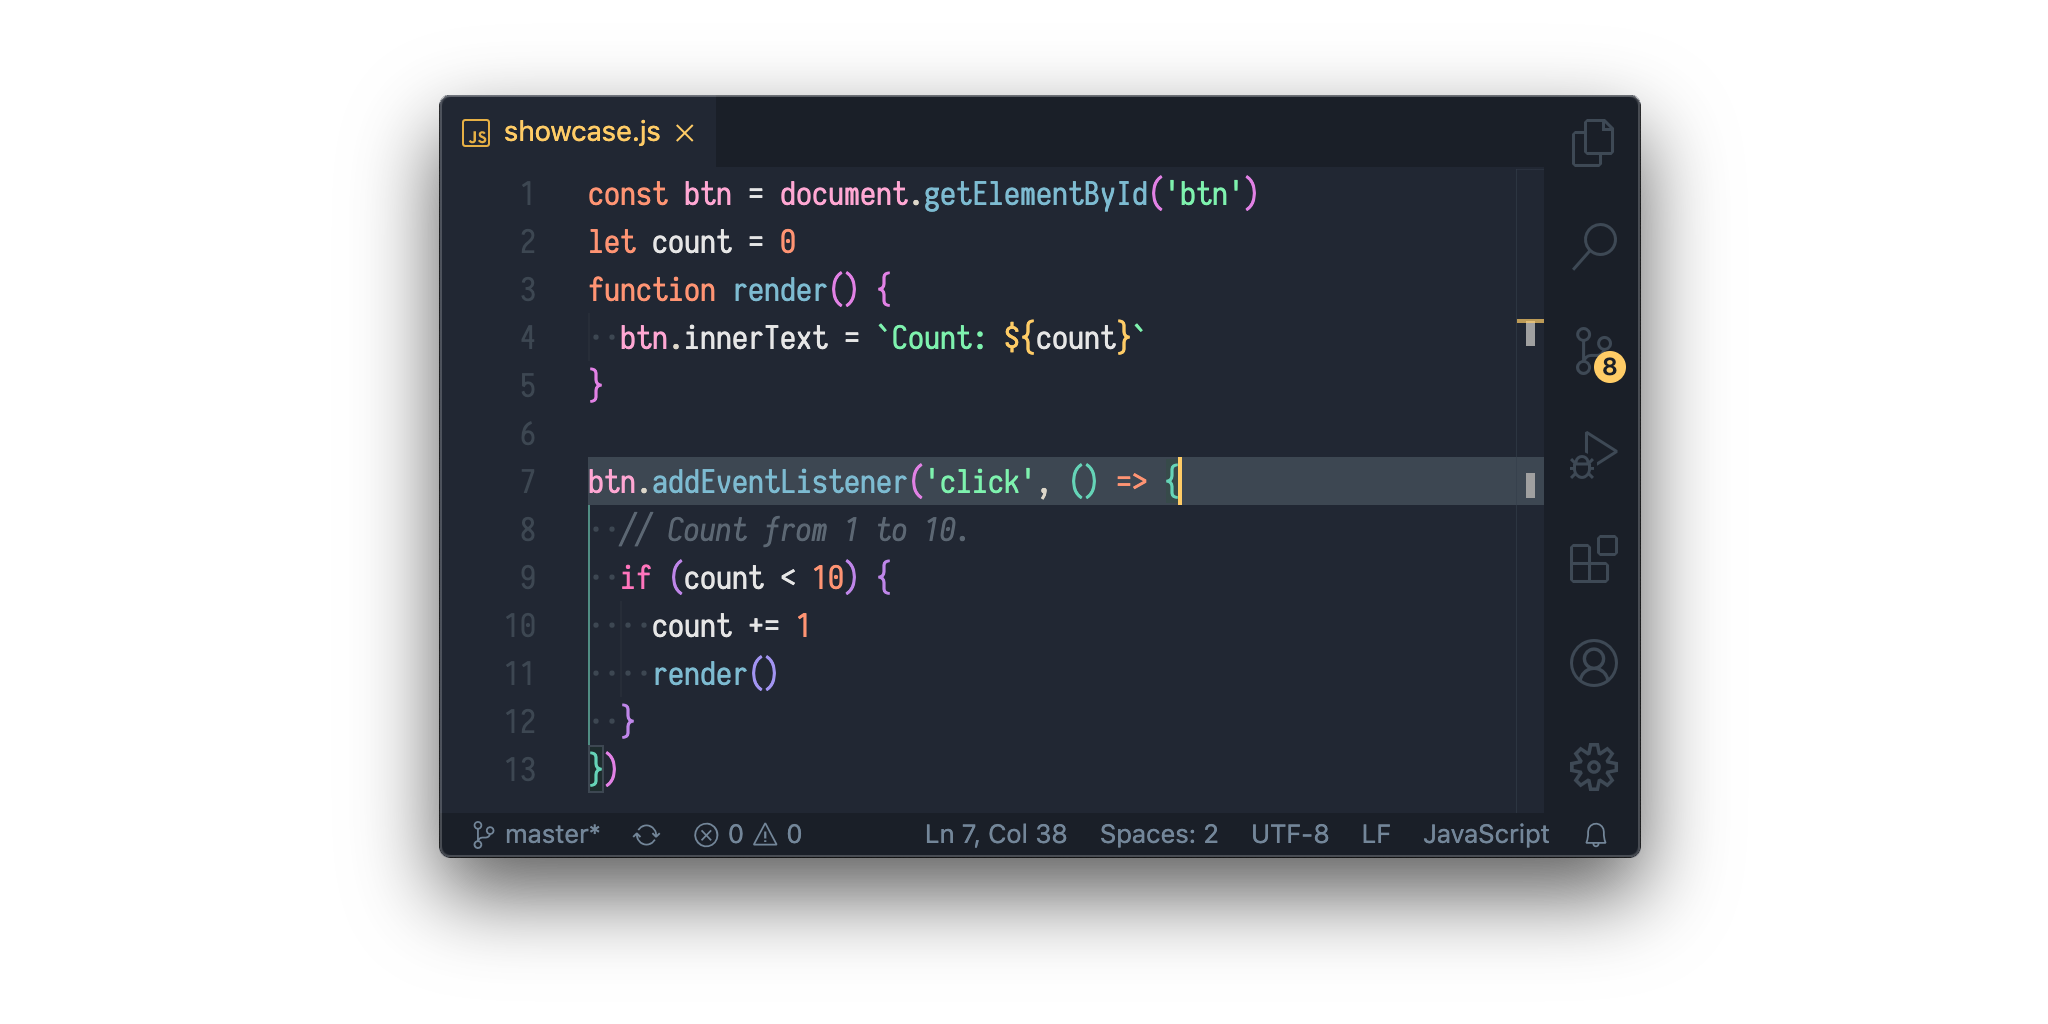 JS showcase.js
1 const btn = document.getElementById('btn')
2 let count = 0
3 function render() {
4 ··btn.innerText = `Count: ${count}`
5 }
6
7 btn.addEventListener('click', () => {
8 ··// Count from 1 to 10.
9 ··if (count < 10) {
10 ····count += 1
11 ····render()
12 ··}
13 })
8
master* 0 0 Ln 7, Col 38 Spaces: 2 UTF-8 LF JavaScript